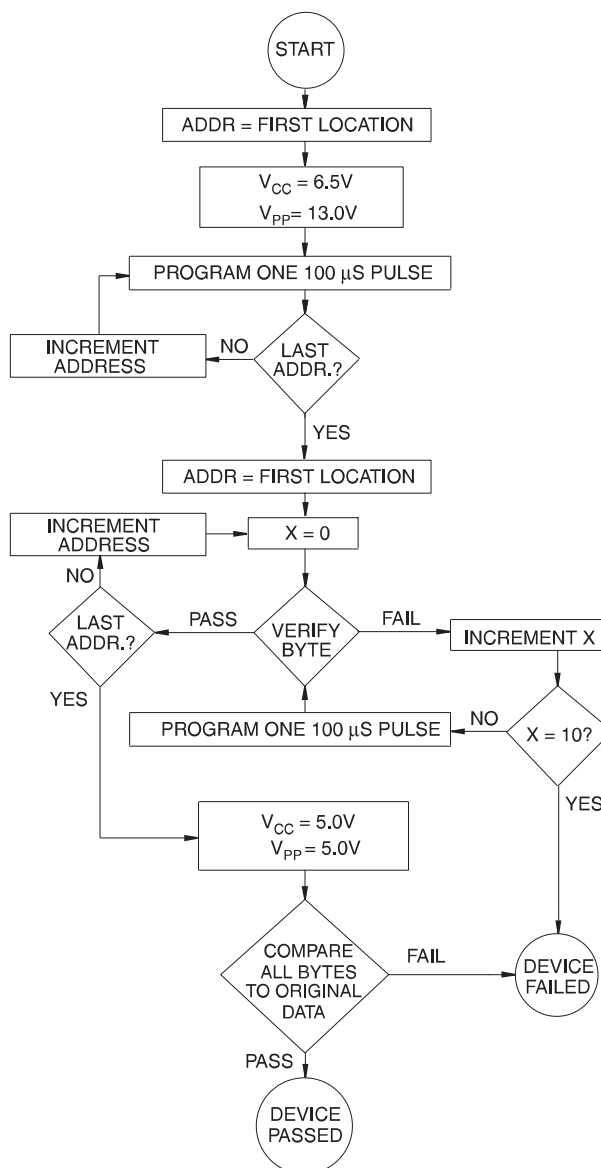 START
ADDR = FIRST LOCATION
VCC = 6.5V
VPP= 13.0V
PROGRAM ONE 100 μS PULSE
INCREMENT
ADDRESS
NO
LAST
ADDR.?
YES
ADDR = FIRST LOCATION
INCREMENT
ADDRESS
X = 0
NO
LAST
ADDR.?
PASS
VERIFY
BYTE
FAIL
INCREMENT X
YES
PROGRAM ONE 100 μS PULSE
NO
X = 10?
YES
VCC = 5.0V
VPP = 5.0V
COMPARE
ALL BYTES
TO ORIGINAL
DATA
FAIL
DEVICE
FAILED
PASS
DEVICE
PASSED